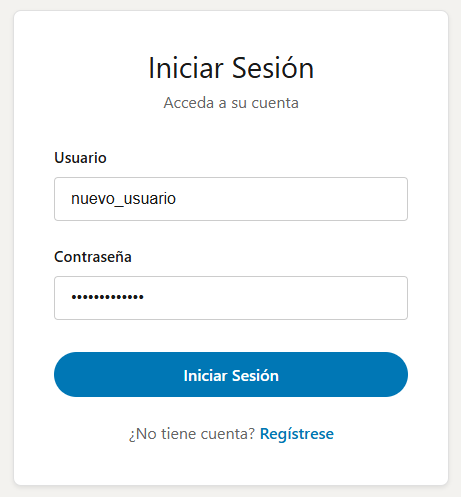 Iniciar Sesión
Acceda a su cuenta
Usuario
nuevo_usuario
Contraseña
•••••••••••••
Iniciar Sesión
¿No tiene cuenta? Regístrese